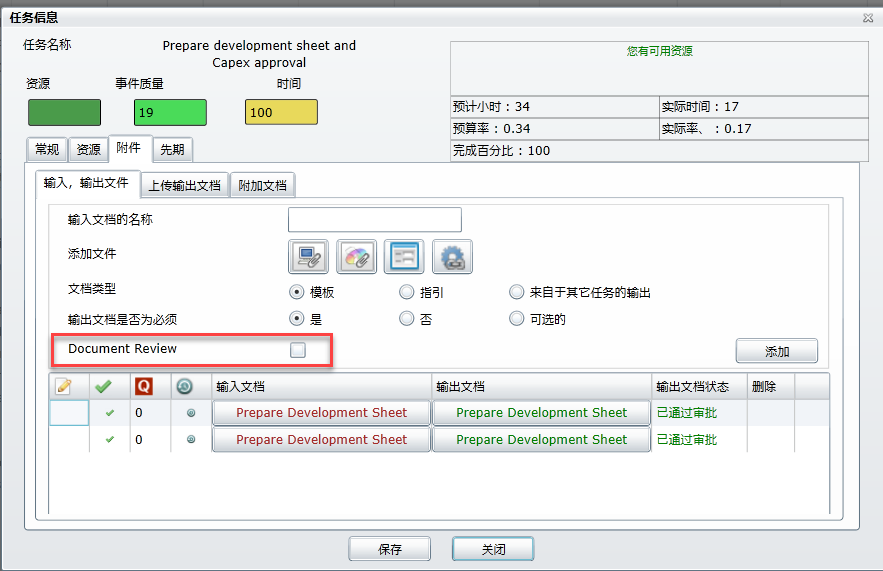 任务信息
任务名称
Prepare development sheet and
Capex approval
您有可用资源
资源
事件质量
时间
19
100
预计小时：34
实际时间：17
预算率：0.34
实际率、：0.17
完成百分比：100
常规
资源
附件
先期
输入，输出文件
上传输出文档
附加文档
输入文档的名称
添加文件
文档类型
模板
指引
来自于其它任务的输出
输出文档是否为必须
是
否
可选的
Document Review
添加
Q
输入文档
输出文档
输出文档状态
删除
0
Prepare Development Sheet
Prepare Development Sheet
已通过审批
0
Prepare Development Sheet
Prepare Development Sheet
已通过审批
保存
关闭